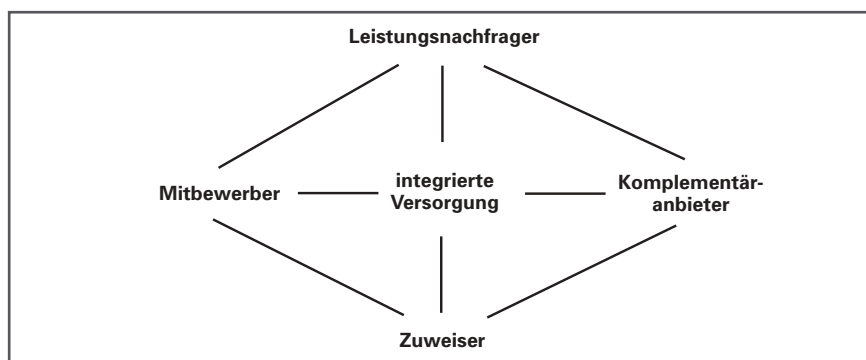 Leistungsnachfrager
Mitbewerber
integrierte
Versorgung
Komplementär-
anbieter
Zuweiser